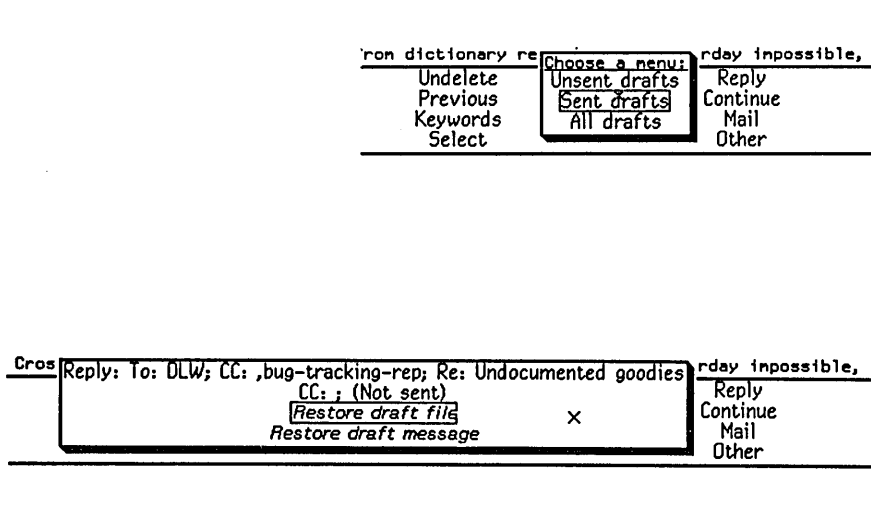 rom dictionary re Choose a menu: rday impossible,
Undelete Unsent drafts Reply
Previous Sent drafts Continue
Keywords All drafts Mail
Select Other
Cros Reply: To: DLW; CC: ,bug-tracking-rep; Re: Undocumented goodies rday impossible,
CC: ; (Not sent) Reply
Restore draft file Continue
Restore draft message Mail
Other